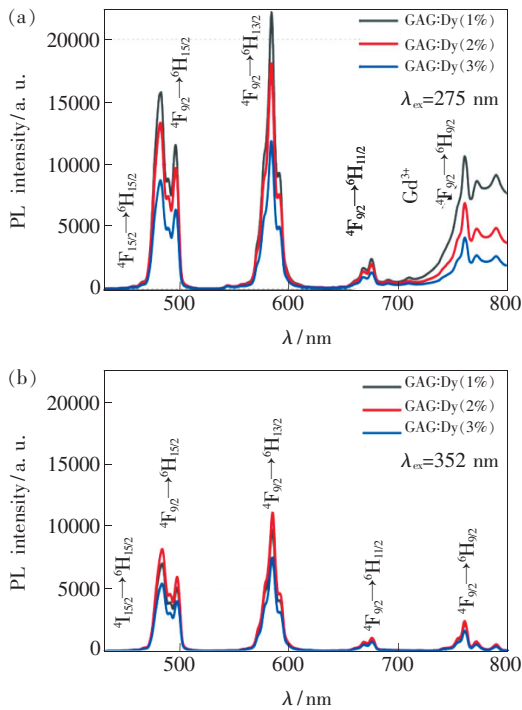 (a)
20000
15000
10000
5000
0
PL intensity/a. u.
GAG:Dy(1%)
GAG:Dy(2%)
GAG:Dy(3%)
λex=275 nm
⁴F15/2→⁶H15/2
⁴F9/2→⁶H15/2
⁴F9/2→⁶H13/2
⁴F9/2→⁶H11/2
Gd³⁺
⁴F9/2→⁶H9/2
500 600 700 800
λ/nm
(b)
20000
15000
10000
5000
0
PL intensity/a. u.
GAG:Dy(1%)
GAG:Dy(2%)
GAG:Dy(3%)
λex=352 nm
⁴I15/2→⁶H15/2
⁴F9/2→⁶H15/2
⁴F9/2→⁶H13/2
⁴F9/2→⁶H11/2
⁴F9/2→⁶H9/2
500 600 700 800
λ/nm